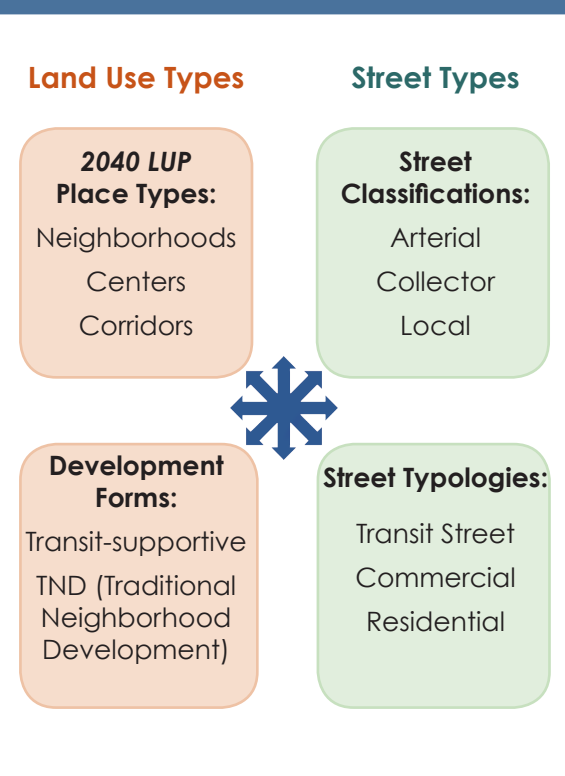 Land Use Types
Street Types
2040 LUP
Place Types:
Neighborhoods
Centers
Corridors
Street
Classifications:
Arterial
Collector
Local
Development
Forms:
Transit-supportive
TND (Traditional
Neighborhood
Development)
Street Typologies:
Transit Street
Commercial
Residential